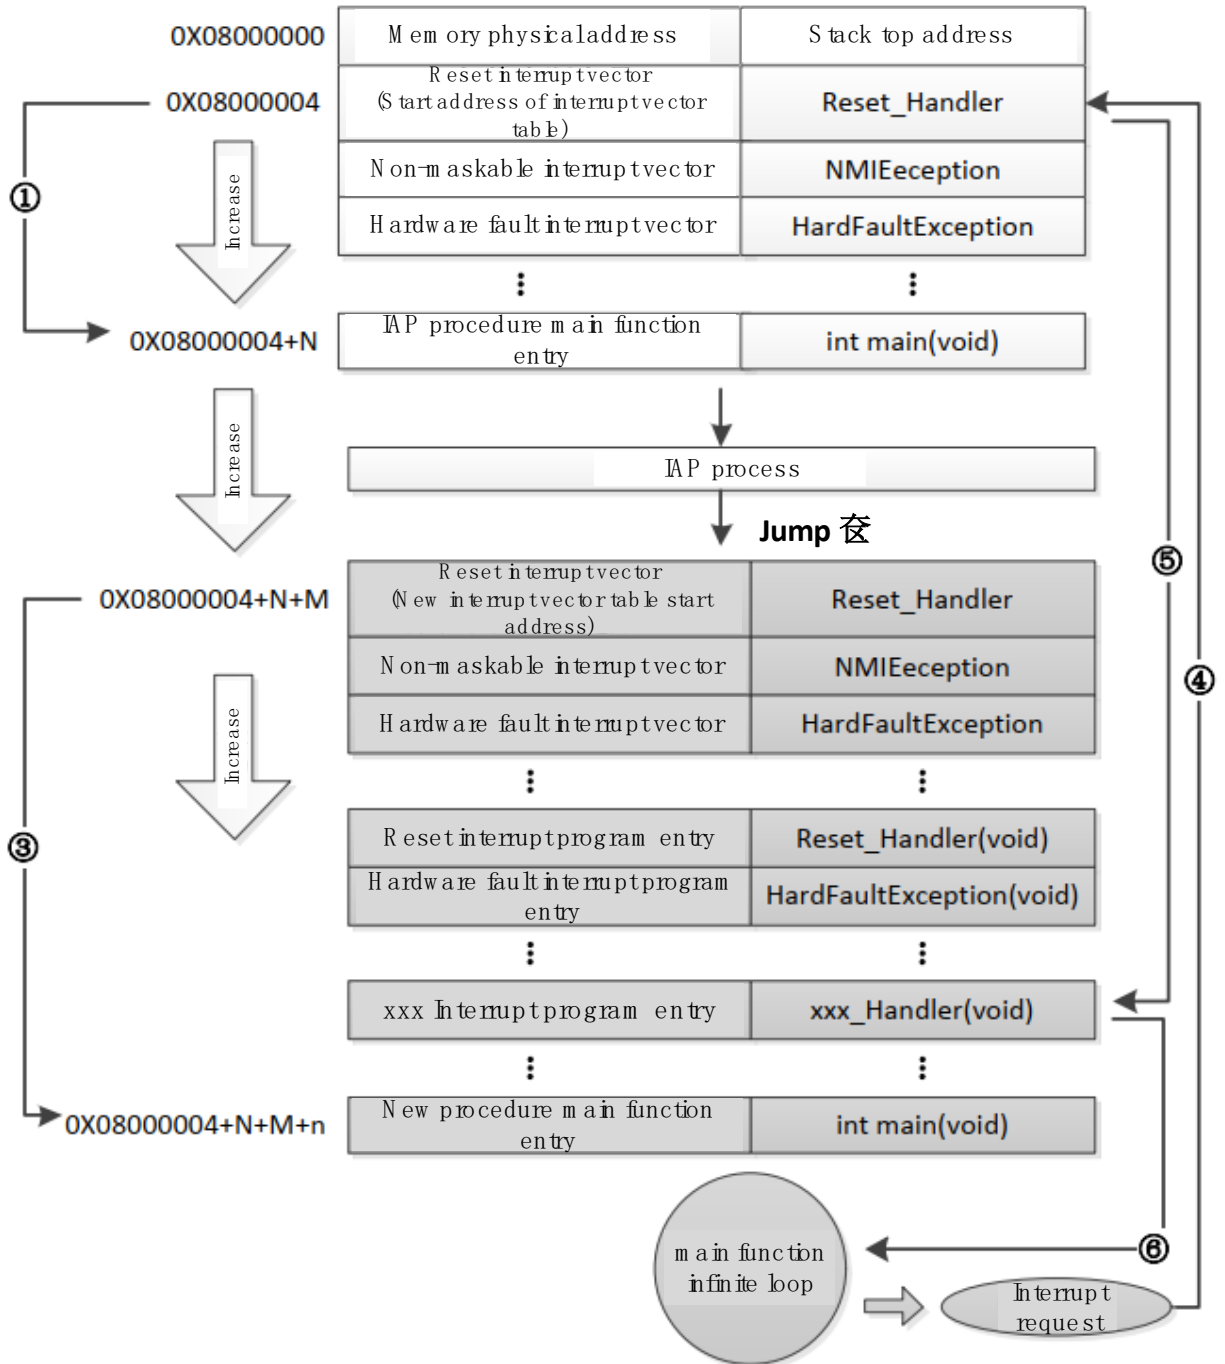 0X08000000
Memory physical address
Stack top address
0X08000004
Reset interrupt vector
(Start address of interrupt vector
table)
Reset_Handler
Non-maskable interrupt vector
NMIEeception
Hardware fault interrupt vector
HardFaultException
①
Increase
⋮
⋮
0X08000004+N
IAP procedure main function
entry
int main(void)
Increase
IAP process
Jump
⑤
0X08000004+N+M
Reset interrupt vector
(New interrupt vector table start
address)
Reset_Handler
Non-maskable interrupt vector
NMIEeception
④
Hardware fault interrupt vector
HardFaultException
Increase
⋮
⋮
③
Reset interrupt program entry
Reset_Handler(void)
Hardware fault interrupt program
entry
HardFaultException(void)
⋮
⋮
xxx Interrupt program entry
xxx_Handler(void)
⋮
⋮
0X08000004+N+M+n
New procedure main function
entry
int main(void)
⑥
main function
infinite loop
Interrupt
request